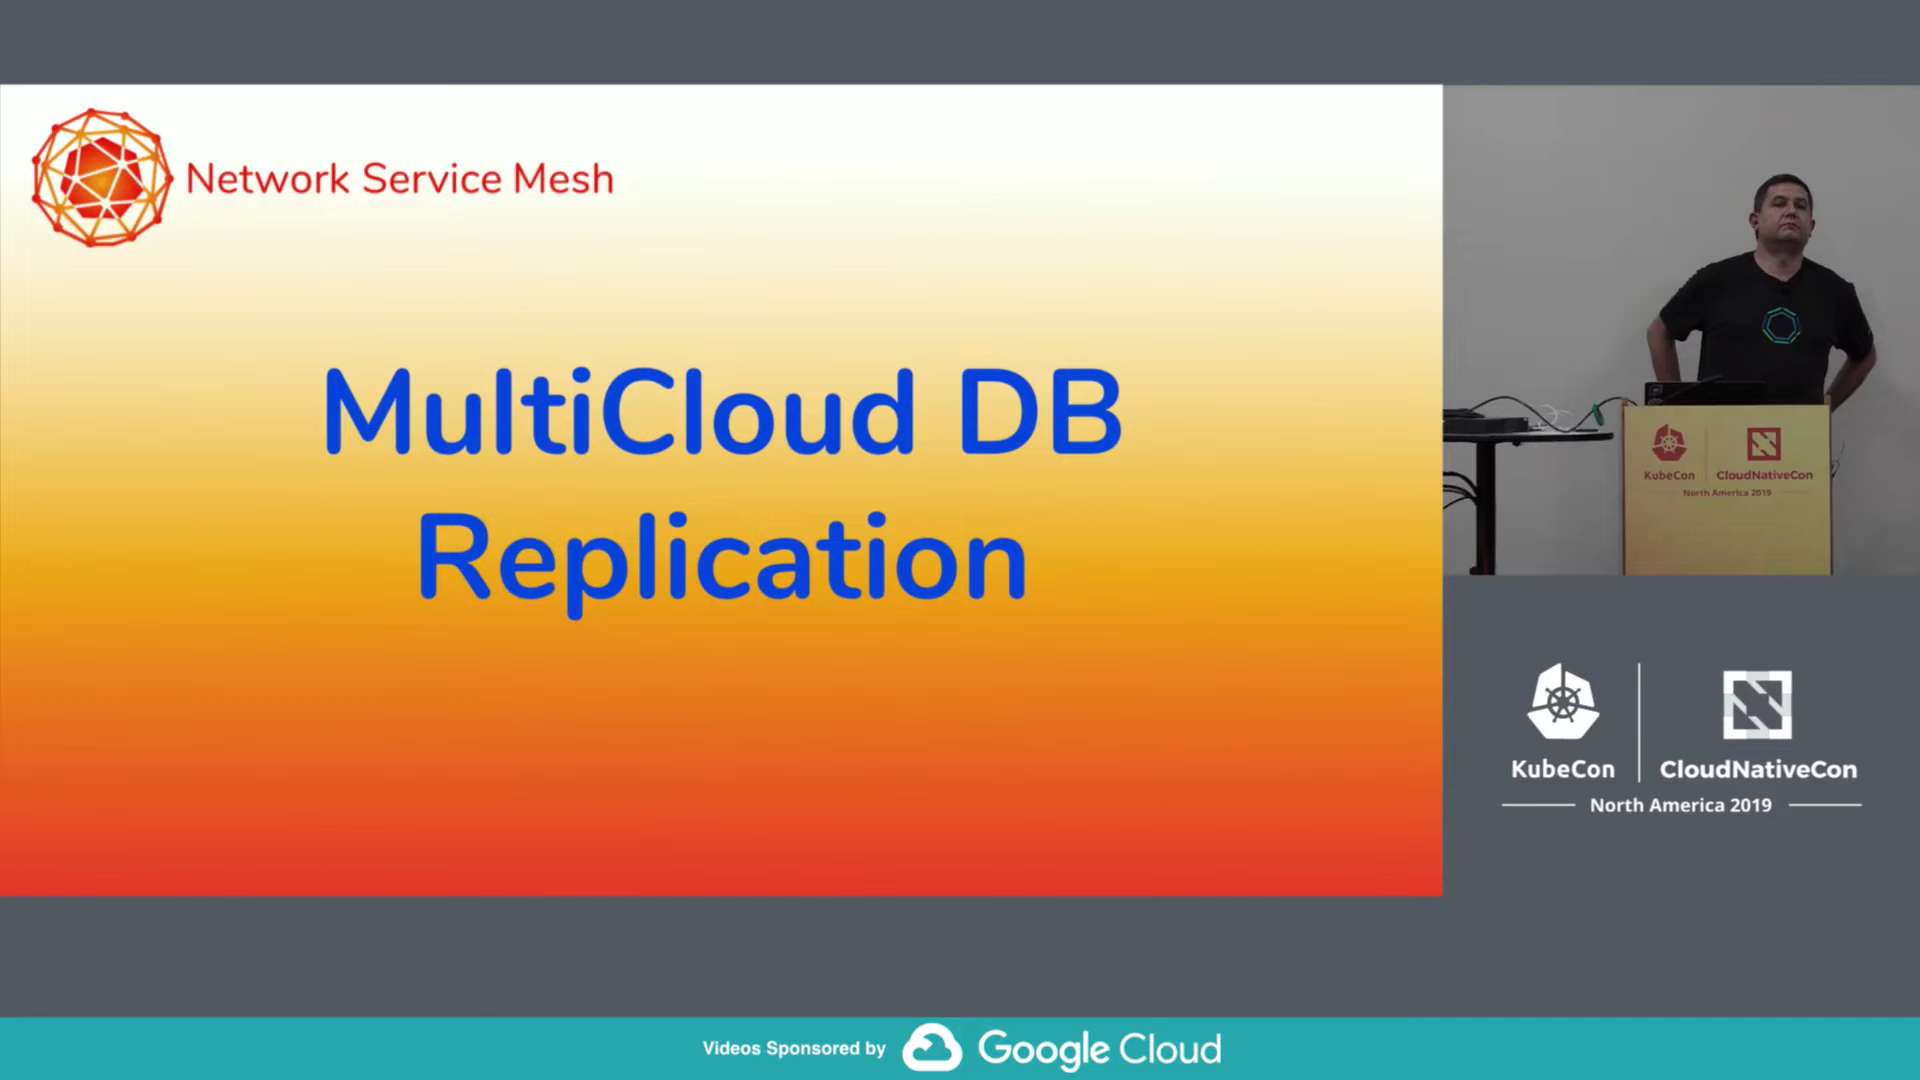 Network Service Mesh
MultiCloud DB
Replication
KubeCon
CloudNativeCon
North America 2019
KubeCon
CloudNativeCon
North America 2019
Videos Sponsored by
Google Cloud